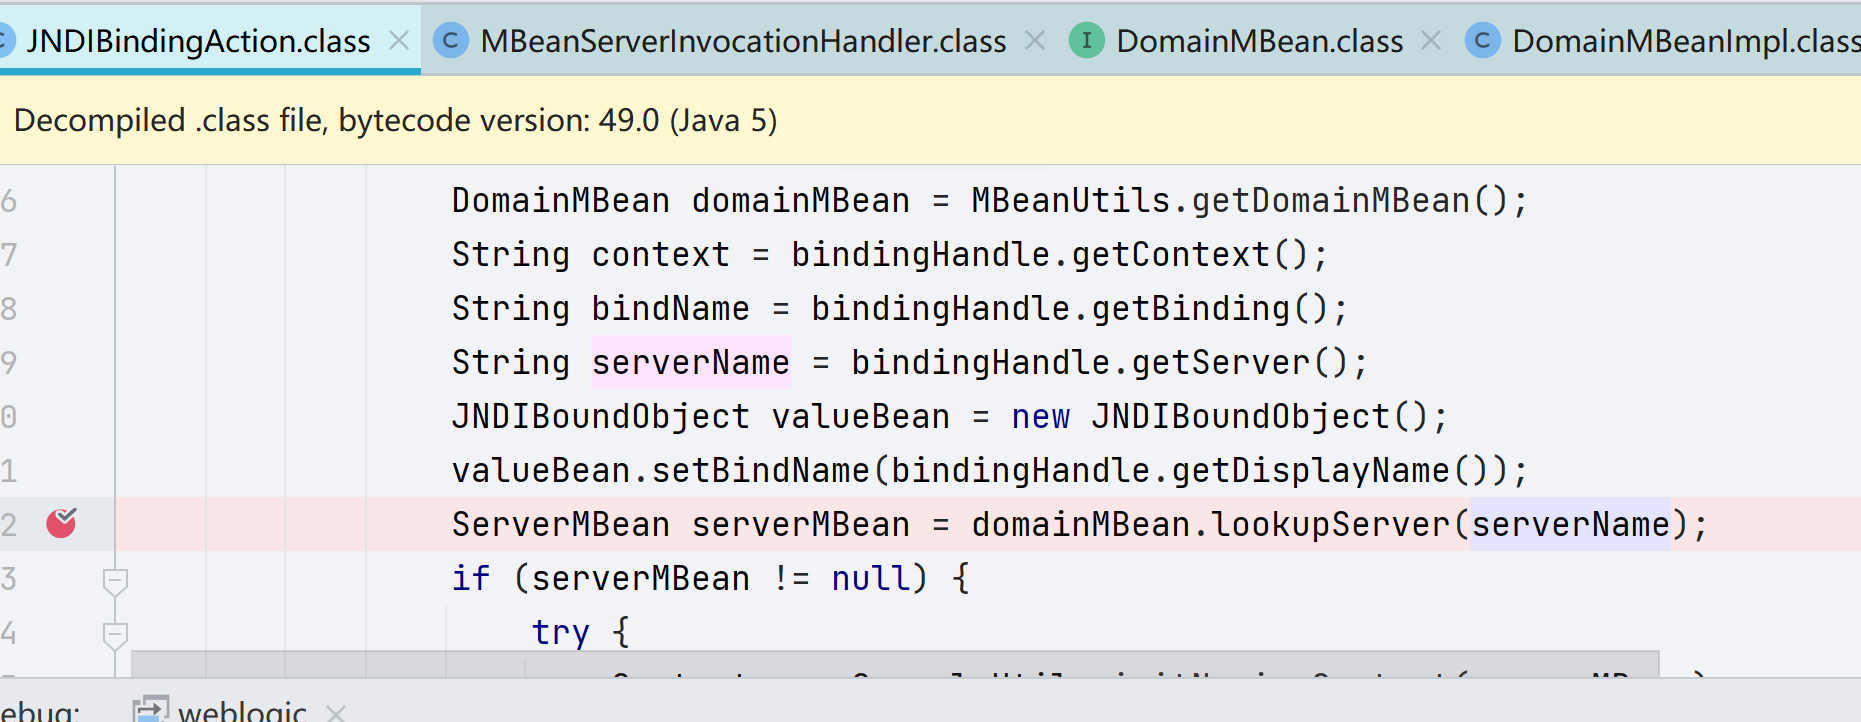 JNDIBindingAction.class MBeanServerInvocationHandler.class DomainMBean.class DomainMBeanImpl.class
Decompiled .class file, bytecode version: 49.0 (Java 5)
6 DomainMBean domainMBean = MBeanUtils.getDomainMBean();
7 String context = bindingHandle.getContext();
8 String bindName = bindingHandle.getBinding();
9 String serverName = bindingHandle.getServer();
0 JNDIBoundObject valueBean = new JNDIBoundObject();
1 valueBean.setBindName(bindingHandle.getDisplayName());
2 ServerMBean serverMBean = domainMBean.lookupServer(serverName);
3 if (serverMBean != null) {
4 try {
ebug: weblogic